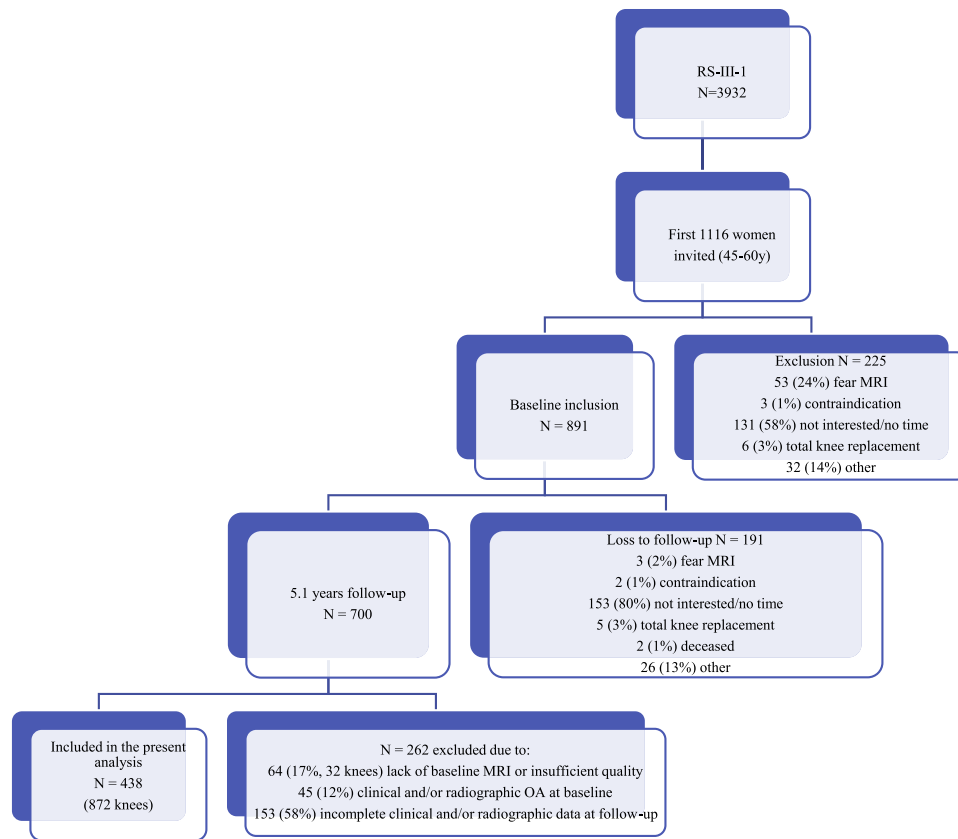 RS-III-1
N=3932
First 1116 women
invited (45-60y)
Baseline inclusion
N = 891
Exclusion N = 225
53 (24%) fear MRI
3 (1%) contraindication
131 (58%) not interested/no time
6 (3%) total knee replacement
32 (14%) other
5.1 years follow-up
N = 700
Loss to follow-up N = 191
3 (2%) fear MRI
2 (1%) contraindication
153 (80%) not interested/no time
5 (3%) total knee replacement
2 (1%) deceased
26 (13%) other
Included in the present
analysis
N = 438
(872 knees)
N = 262 excluded due to:
64 (17%, 32 knees) lack of baseline MRI or insufficient quality
45 (12%) clinical and/or radiographic OA at baseline
153 (58%) incomplete clinical and/or radiographic data at follow-up